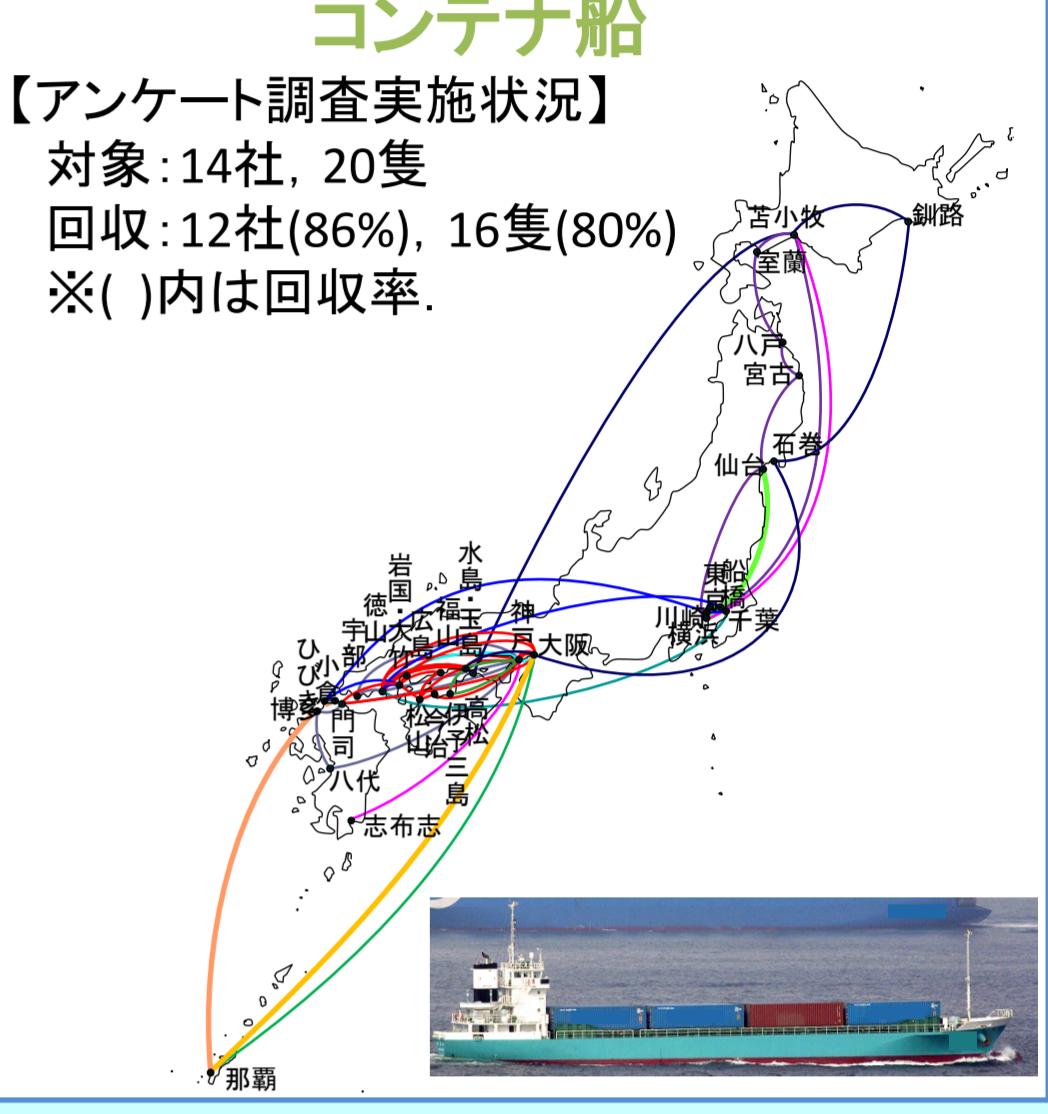 コンテナ船
【アンケート調査実施状況】
対象：14社，20隻
回収：12社(86%)，16隻(80%)
※( )内は回収率.
苫小牧
釧路
室蘭
八戸
宮古
石巻
仙台
船橋
東京
千葉
川崎
横浜
水島・玉島
岩国・大竹
福山
広島
徳山
宇部
神戸
大阪
ひびき
小倉
博多
門司
松山
今治
伊予三島
高松
八代
志布志
那覇